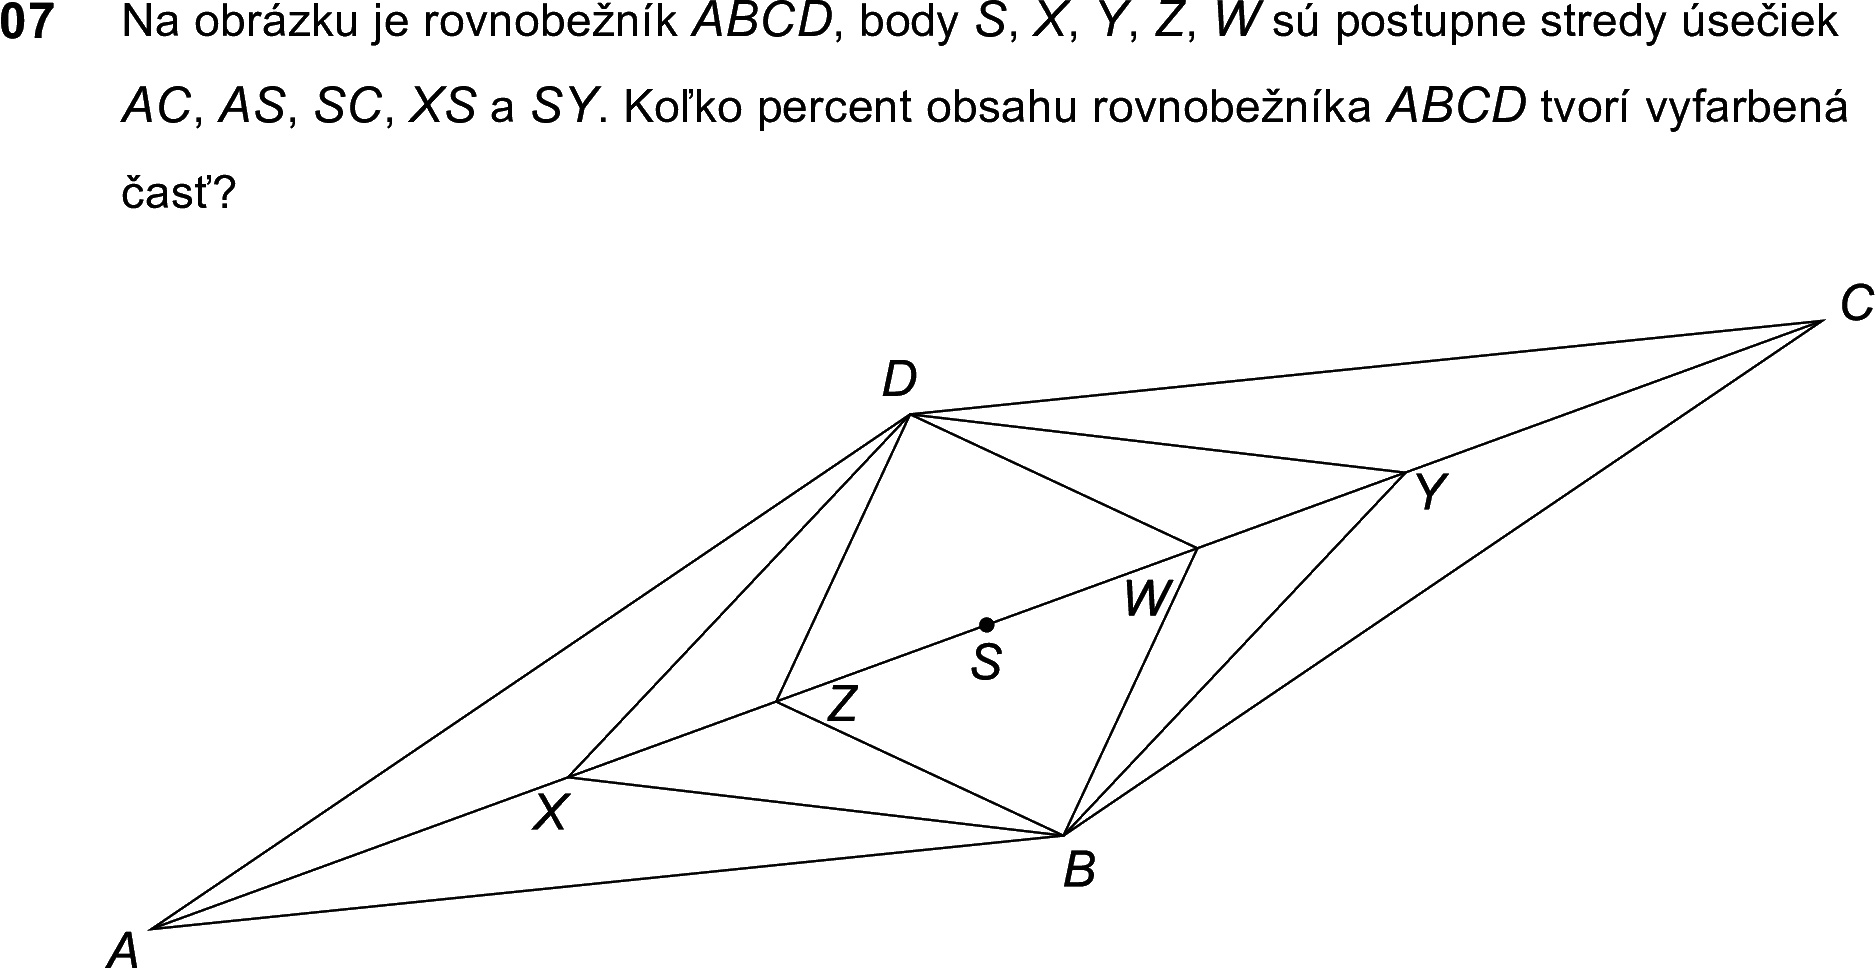 07 Na obrázku je rovnobežník ABCD, body S, X, Y, Z, W sú postupne stredy úsečiek
AC, AS, SC, XS a SY. Koľko percent obsahu rovnobežníka ABCD tvorí vyfarbená
časť?
C
D
Y
W
S
Z
X
B
A